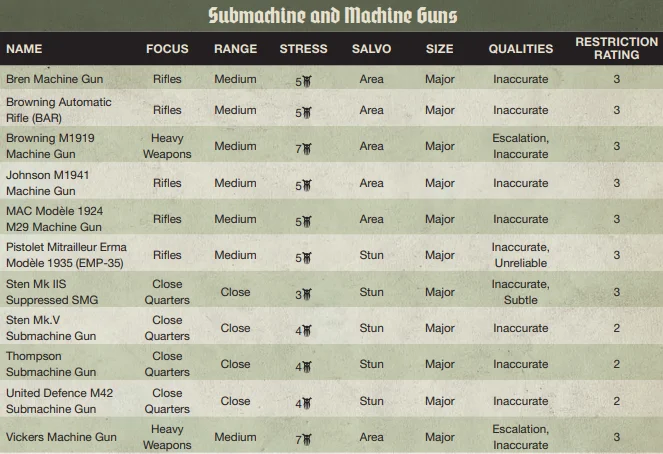 Submachine and Machine Guns
NAME FOCUS RANGE STRESS SALVO SIZE QUALITIES RESTRICTION RATING
Bren Machine Gun Rifles Medium 5 Area Major Inaccurate 3
Browning Automatic Rifle (BAR) Rifles Medium 5 Area Major Inaccurate 3
Browning M1919 Machine Gun Heavy Weapons Medium 7 Area Major Escalation, Inaccurate 3
Johnson M1941 Machine Gun Rifles Medium 5 Area Major Inaccurate 3
MAC Modèle 1924 M29 Machine Gun Rifles Medium 5 Area Major Inaccurate 3
Pistolet Mitrailleur Erma Modèle 1935 (EMP-35) Rifles Medium 5 Stun Major Inaccurate, Unreliable 3
Sten Mk IIS Suppressed SMG Close Quarters Close 3 Stun Major Inaccurate, Subtle 3
Sten Mk.V Submachine Gun Close Quarters Close 4 Stun Major Inaccurate 2
Thompson Submachine Gun Close Quarters Close 4 Stun Major Inaccurate 2
United Defence M42 Submachine Gun Close Quarters Close 4 Stun Major Inaccurate 2
Vickers Machine Gun Heavy Weapons Medium 7 Area Major Escalation, Inaccurate 3